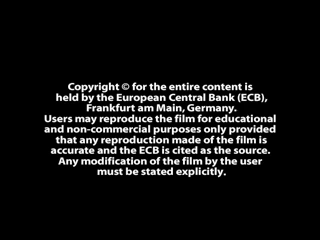 Copyright © for the entire content is
held by the European Central Bank (ECB),
Frankfurt am Main, Germany.
Users may reproduce the film for educational
and non-commercial purposes only provided
that any reproduction made of the film is
accurate and the ECB is cited as the source.
Any modification of the film by the user
must be stated explicitly.